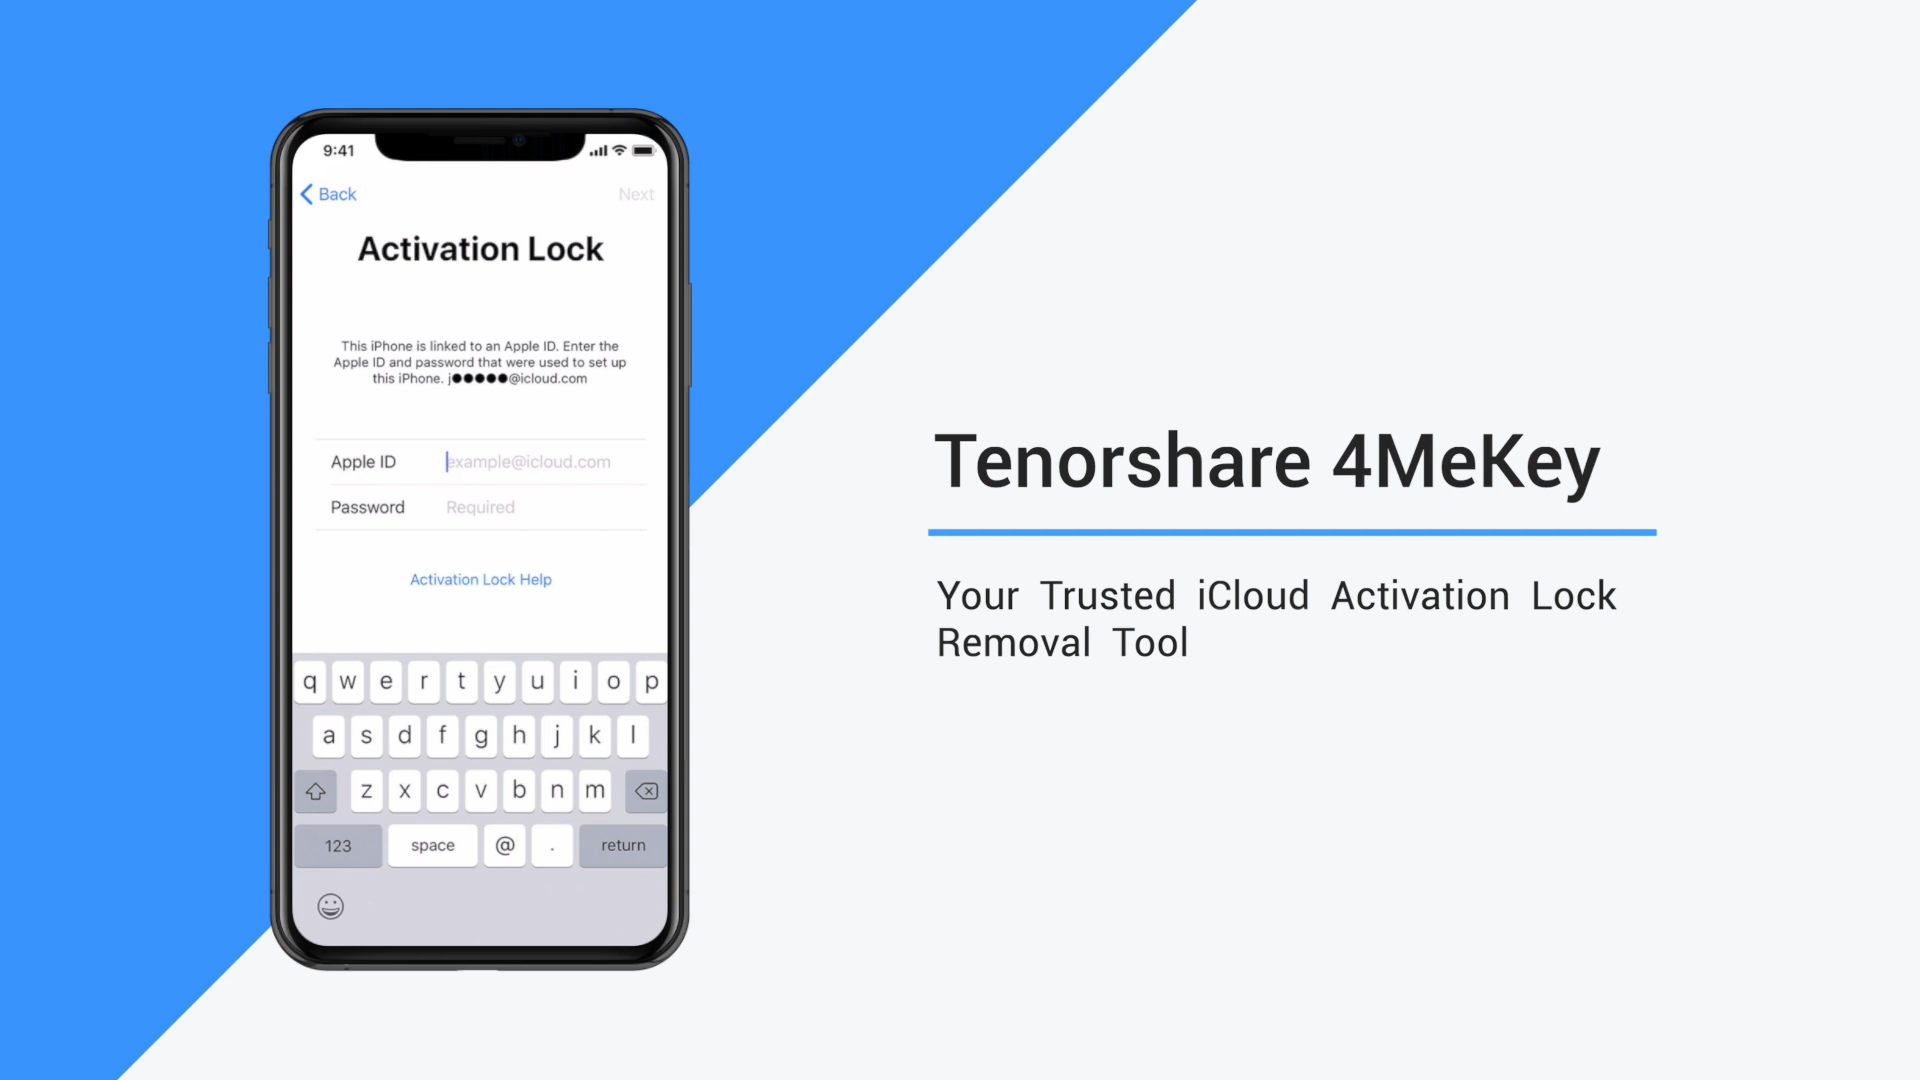 9:41
Back
Next
Activation Lock
This iPhone is linked to an Apple ID. Enter the
Apple ID and password that were used to set up
this iPhone. j●●●●●@icloud.com
Apple ID example@icloud.com
Password Required
Activation Lock Help
q w e r t y u i o p
a s d f g h j k l
z x c v b n m
123 space @ . return
Tenorshare 4MeKey
Your Trusted iCloud Activation Lock
Removal Tool